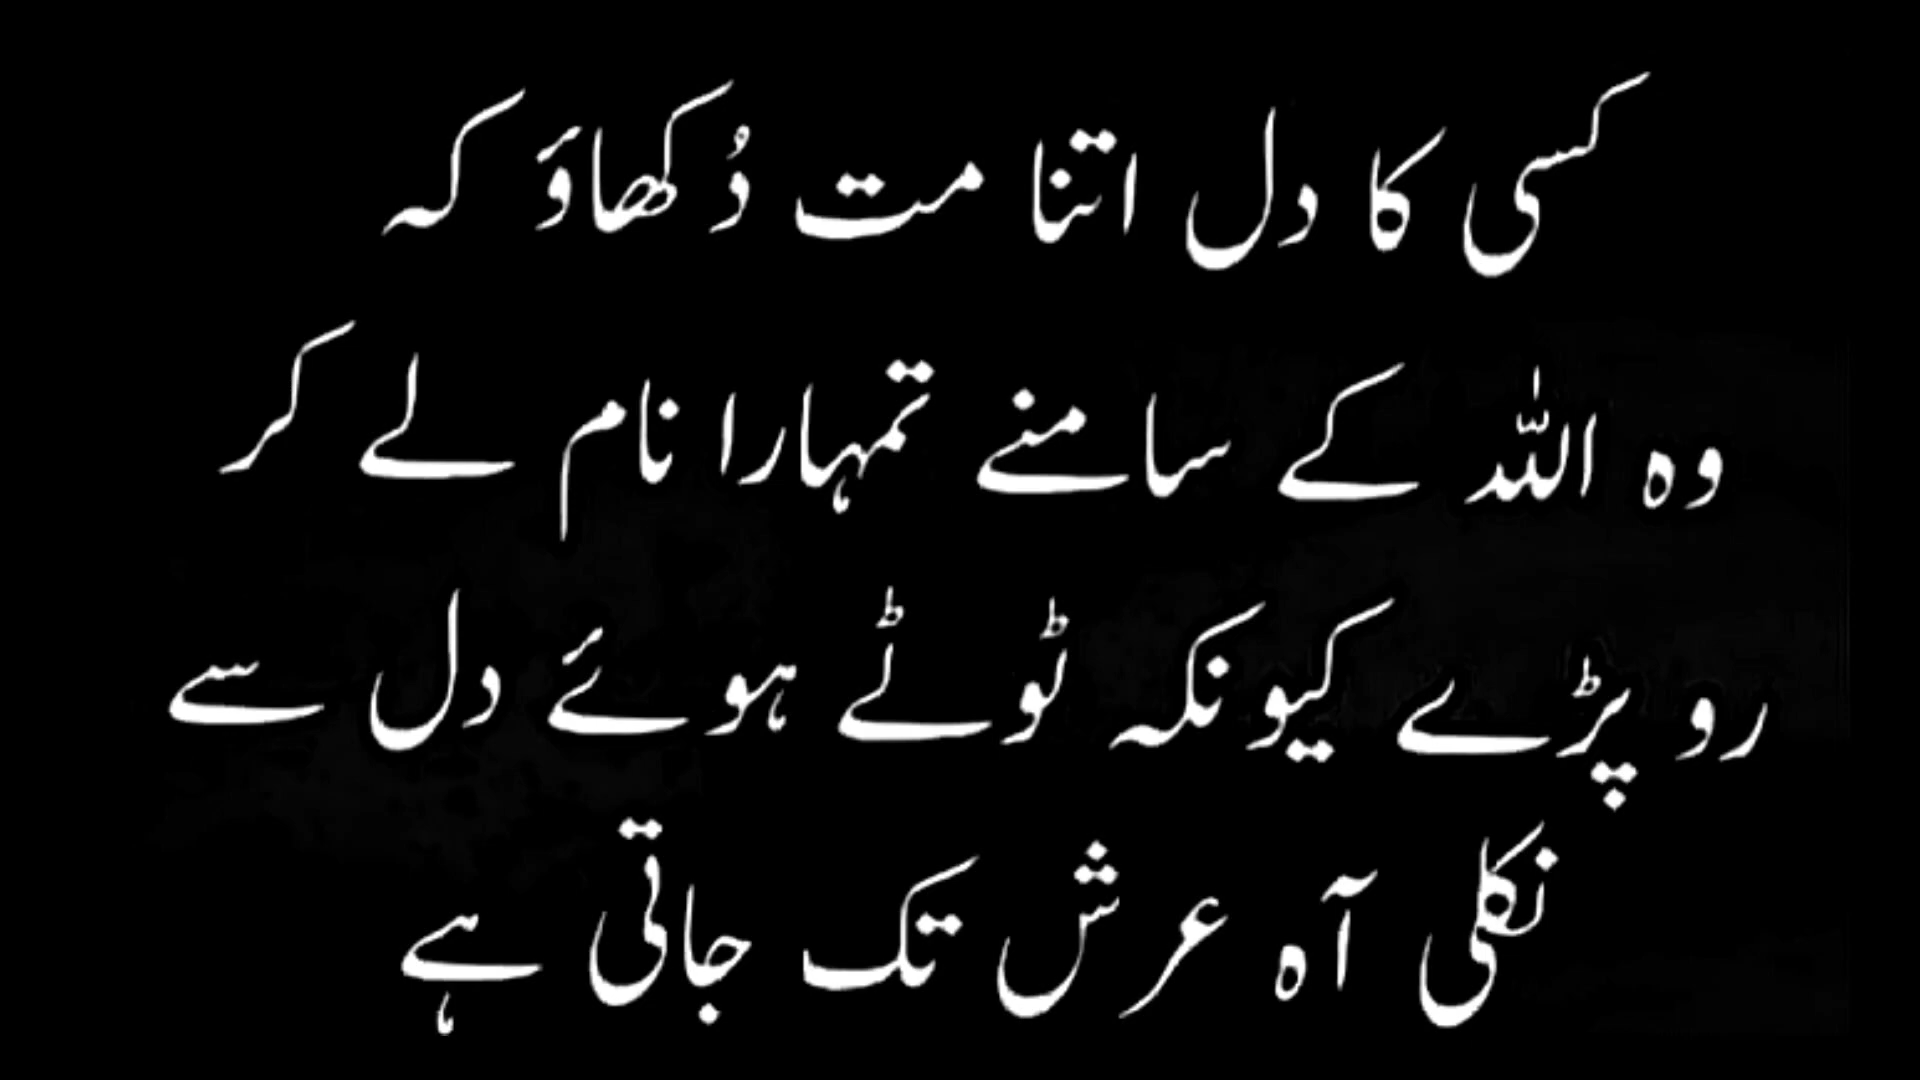 کسی کا دل اتنا مت دُکھاؤ کہ
وہ اللّٰہ کے سامنے تمہارا نام لے کر
رو پڑے کیونکہ ٹوٹے ہوئے دل سے
نکلی آہ عرش تک جاتی ہے